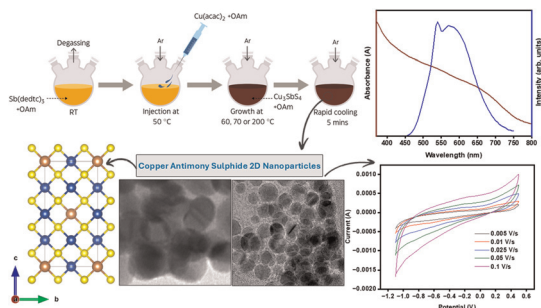 Degassing
Ar
Cu(acac)2 +OAm
Ar
Ar
Sb(dedtc)3
+OAm
RT
Injection at
50 °C
Cu3SbS4
+OAm
Growth at
60, 70 or 200 °C
Rapid cooling
5 mins
Absorbance (A)
Intensity (arb. units)
400 450 500 550 600 650 700 750 800
Wavelength (nm)
Copper Antimony Sulphide 2D Nanoparticles
c
b
Current (A)
0.0010
0.0005
0.0000
−0.0005
−0.0010
−0.0015
−0.0020
0.005 V/s
0.01 V/s
0.025 V/s
0.05 V/s
0.1 V/s
−1.2 −1.0 −0.8 −0.6 −0.4 −0.2 0.0 0.2 0.4 0.6
Potential (V)